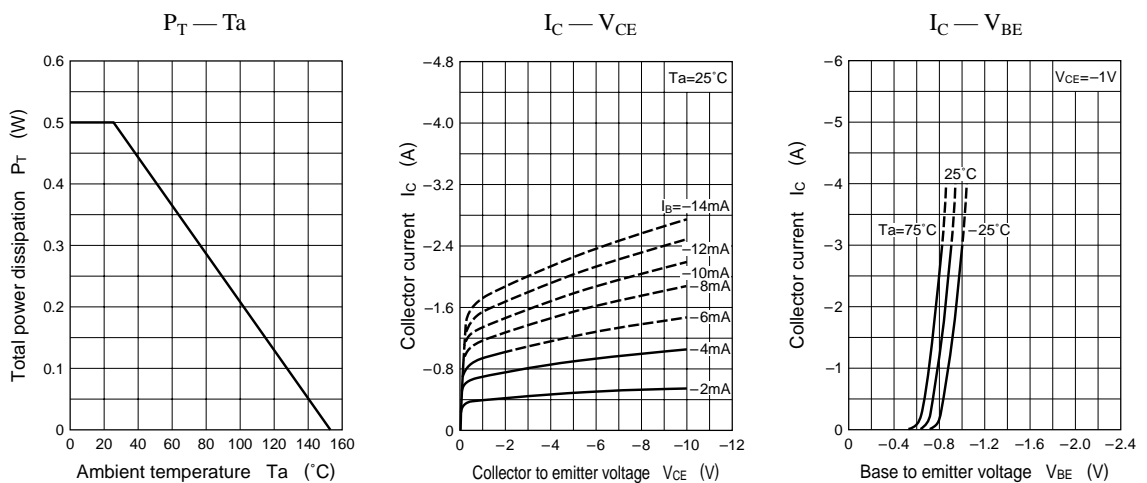 P_T — Ta
0.6
0.5
0.4
0.3
0.2
0.1
0
0 20 40 60 80 100 120 140 160
Total power dissipation P_T (W)
Ambient temperature Ta (˚C)
I_C — V_CE
Ta=25˚C
–4.8
–4.0
–3.2
–2.4
–1.6
–0.8
0
0 –2 –4 –6 –8 –10 –12
I_B=–14mA
–12mA
–10mA
–8mA
–6mA
–4mA
–2mA
Collector current I_C (A)
Collector to emitter voltage V_CE (V)
I_C — V_BE
V_CE=–1V
–6
–5
–4
–3
–2
–1
0
0 –0.4 –0.8 –1.2 –1.6 –2.0 –2.4
25˚C
Ta=75˚C
–25˚C
Collector current I_C (A)
Base to emitter voltage V_BE (V)